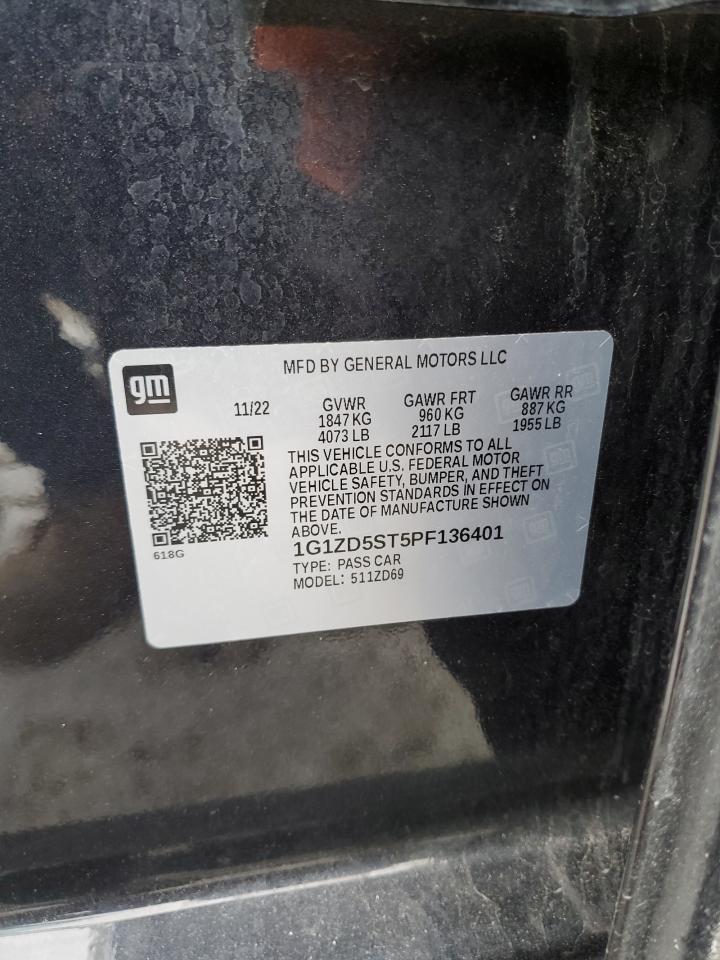 gm
MFD BY GENERAL MOTORS LLC
11/22
GVWR
1847 KG
4073 LB
GAWR FRT
960 KG
2117 LB
GAWR RR
887 KG
1955 LB
THIS VEHICLE CONFORMS TO ALL
APPLICABLE U.S. FEDERAL MOTOR
VEHICLE SAFETY, BUMPER, AND THEFT
PREVENTION STANDARDS IN EFFECT ON
THE DATE OF MANUFACTURE SHOWN
ABOVE.
618G
1G1ZD5ST5PF136401
TYPE: PASS CAR
MODEL: 511ZD69